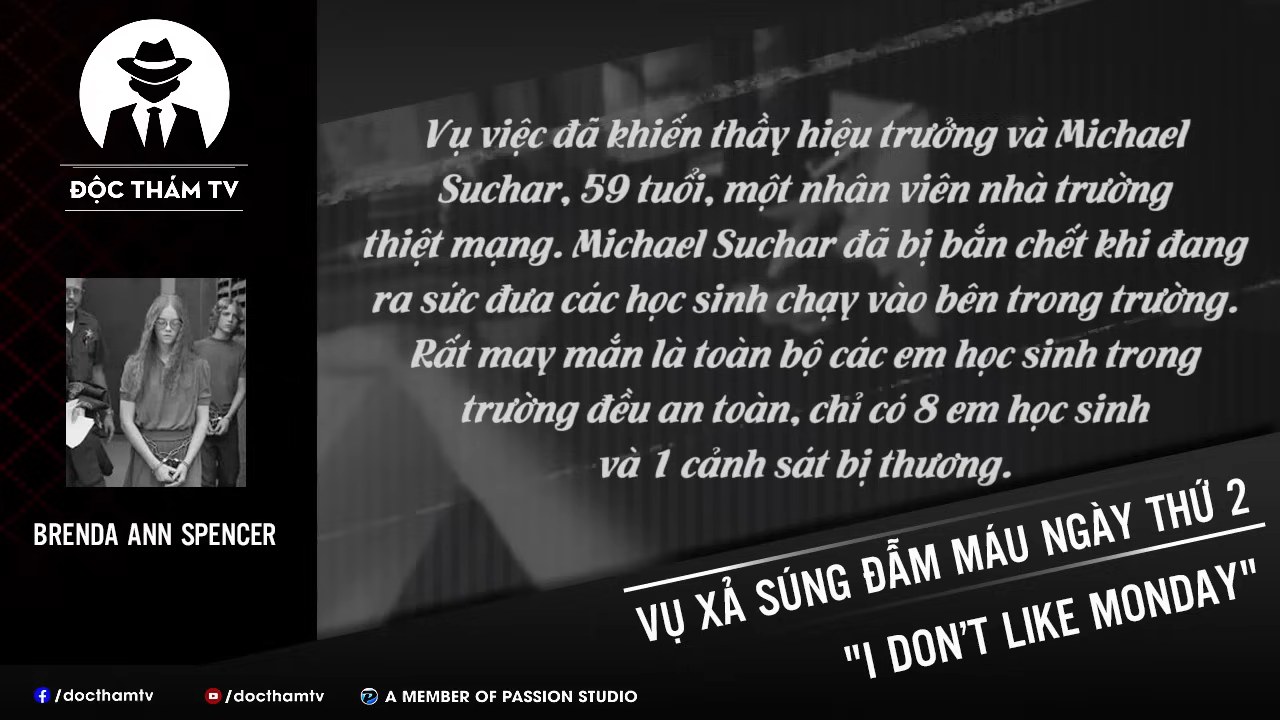 ĐỘC THÁM TV
BRENDA ANN SPENCER
Vụ việc đã khiến thầy hiệu trưởng và Michael
Suchar, 59 tuổi, một nhân viên nhà trường
thiệt mạng. Michael Suchar đã bị bắn chết khi đang
ra sức đưa các học sinh chạy vào bên trong trường.
Rất may mắn là toàn bộ các em học sinh trong
trường đều an toàn, chỉ có 8 em học sinh
và 1 cảnh sát bị thương.
VỤ XẢ SÚNG ĐẪM MÁU NGÀY THỨ 2
"I DON'T LIKE MONDAY"
/docthamtv
/docthamtv
A MEMBER OF PASSION STUDIO